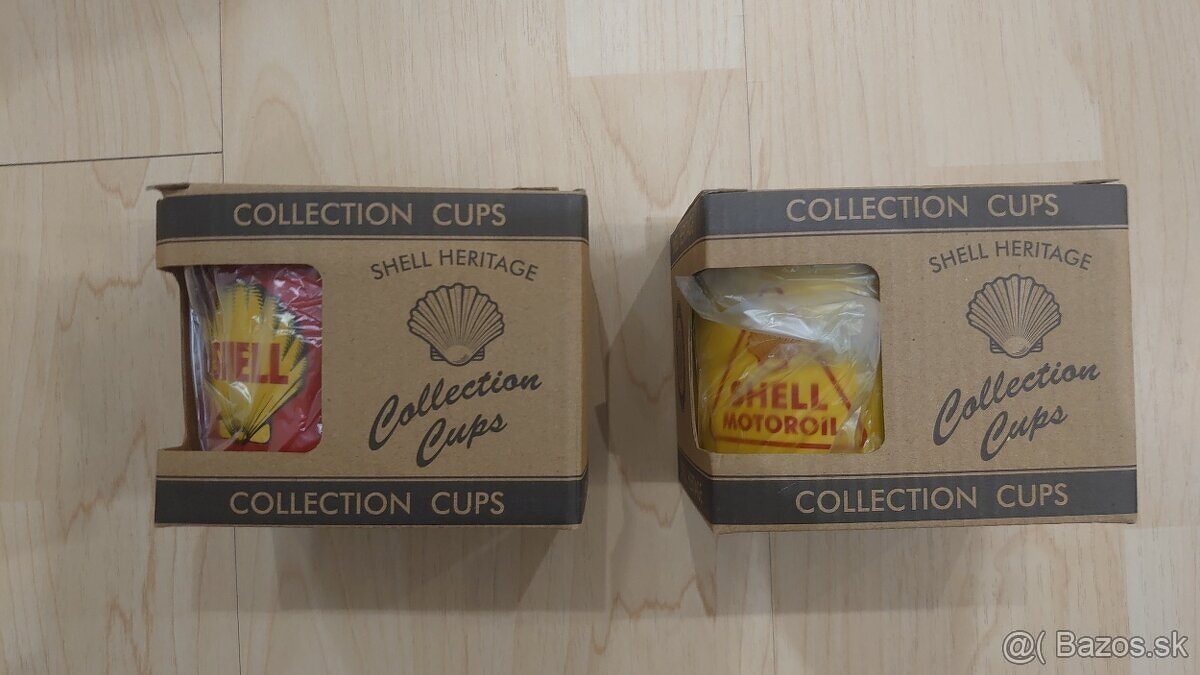 COLLECTION CUPS
SHELL HERITAGE
SHELL
Collection
Cups
COLLECTION CUPS
COLLECTION CUPS
SHELL HERITAGE
SHELL
MOTOROIL
Collection
Cups
COLLECTION CUPS
@( Bazos.sk